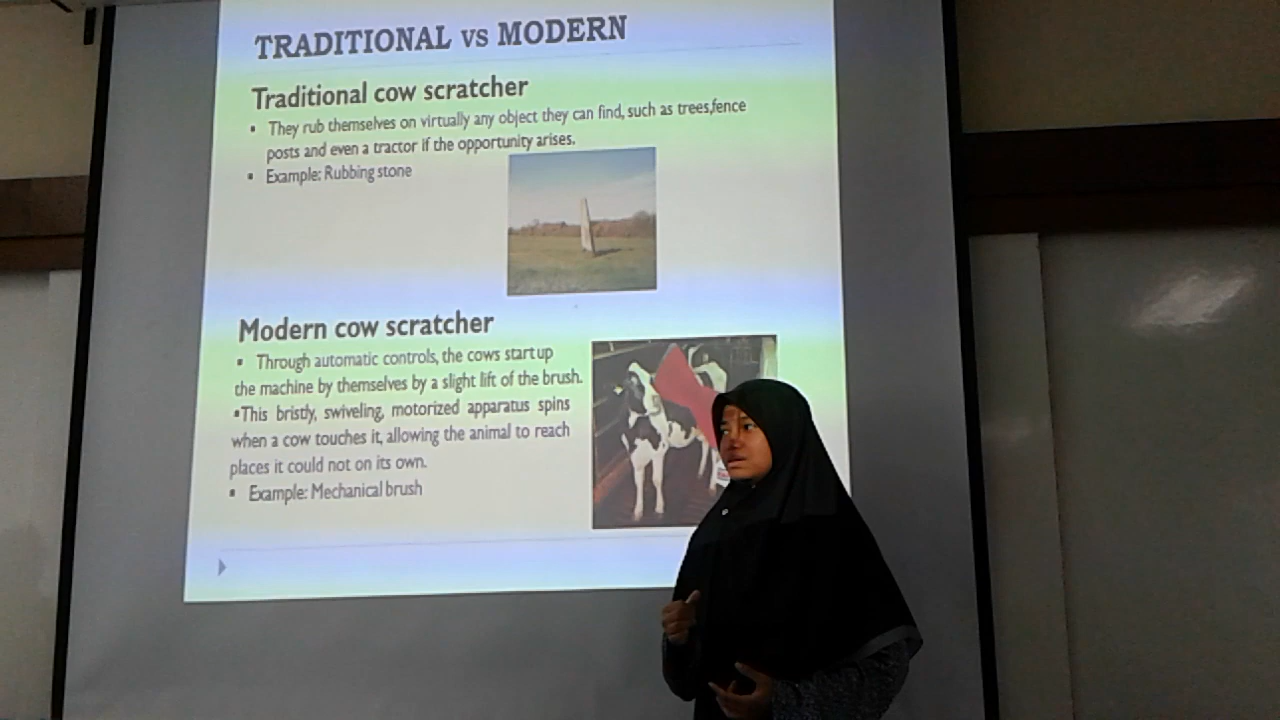 TRADITIONAL VS MODERN
Traditional cow scratcher
▪ They rub themselves on virtually any object they can find, such as trees,fence
posts and even a tractor if the opportunity arises.
▪ Example: Rubbing stone
Modern cow scratcher
▪ Through automatic controls, the cows start up
the machine by themselves by a slight lift of the brush.
▪This bristly, swiveling, motorized apparatus spins
when a cow touches it, allowing the animal to reach
places it could not on its own.
▪ Example: Mechanical brush